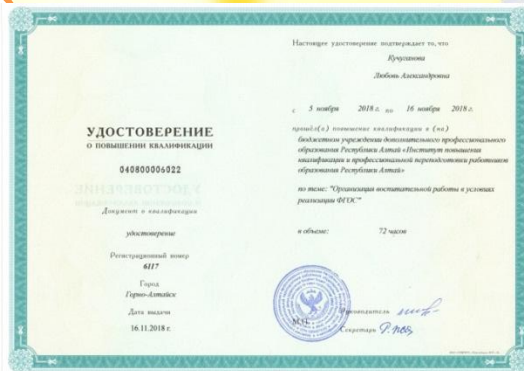 УДОСТОВЕРЕНИЕ
О ПОВЫШЕНИИ КВАЛИФИКАЦИИ
040800006022
Документ о квалификации
удостоверение
Регистрационный номер
6117
Город
Горно-Алтайск
Дата выдачи
16.11.2018 г.
Настоящее удостоверение подтверждает то, что
Любовь Александровна
с 5 ноября 2018 г. по 16 ноября 2018 г.
прошёл(а) повышение квалификации в (на)
бюджетном учреждении дополнительного профессионального
образования Республики Алтай «Институт повышения
квалификации и профессиональной переподготовки работников
образования Республики Алтай»
по теме: "Организация воспитательной работы в условиях
реализации ФГОС"
в объеме: 72 часов
М.П.
Руководитель
Секретарь